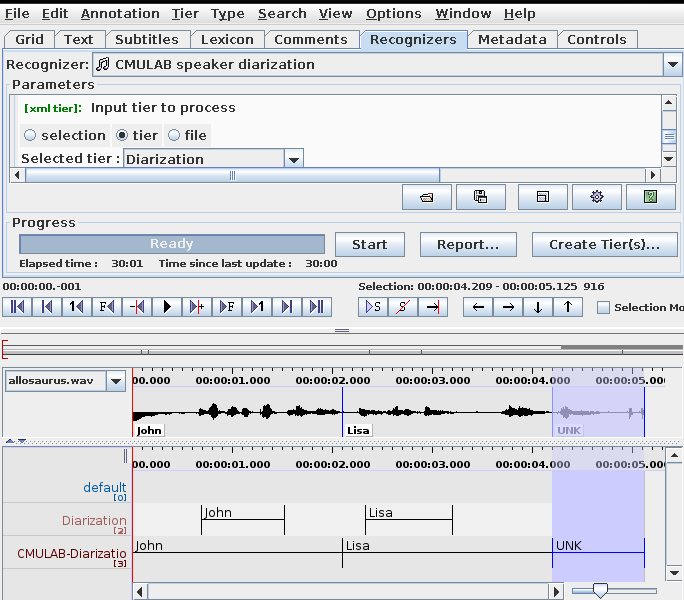 File Edit Annotation Tier Type Search View Options Window Help
Grid Text Subtitles Lexicon Comments Recognizers Metadata Controls
Recognizer: CMULAB speaker diarization
Parameters
[xml tier]: Input tier to process
selection tier file
Selected tier : Diarization
Progress
Ready Start Report... Create Tier(s)...
Elapsed time : 30:01 Time since last update : 30:00
00:00:00.-001 Selection: 00:00:04.209 - 00:00:05.125 916
1 F F 1 S S Selection Mo
allosaurus.wav 00.000 00:00:01.000 00:00:02.000 00:00:03.000 00:00:04.000 00:00:05.00
John Lisa UNK
00.000 00:00:01.000 00:00:02.000 00:00:03.000 00:00:04.000 00:00:05.00
default
[0]
Diarization John Lisa
[2]
CMULAB-Diarizatio John Lisa UNK
[3]